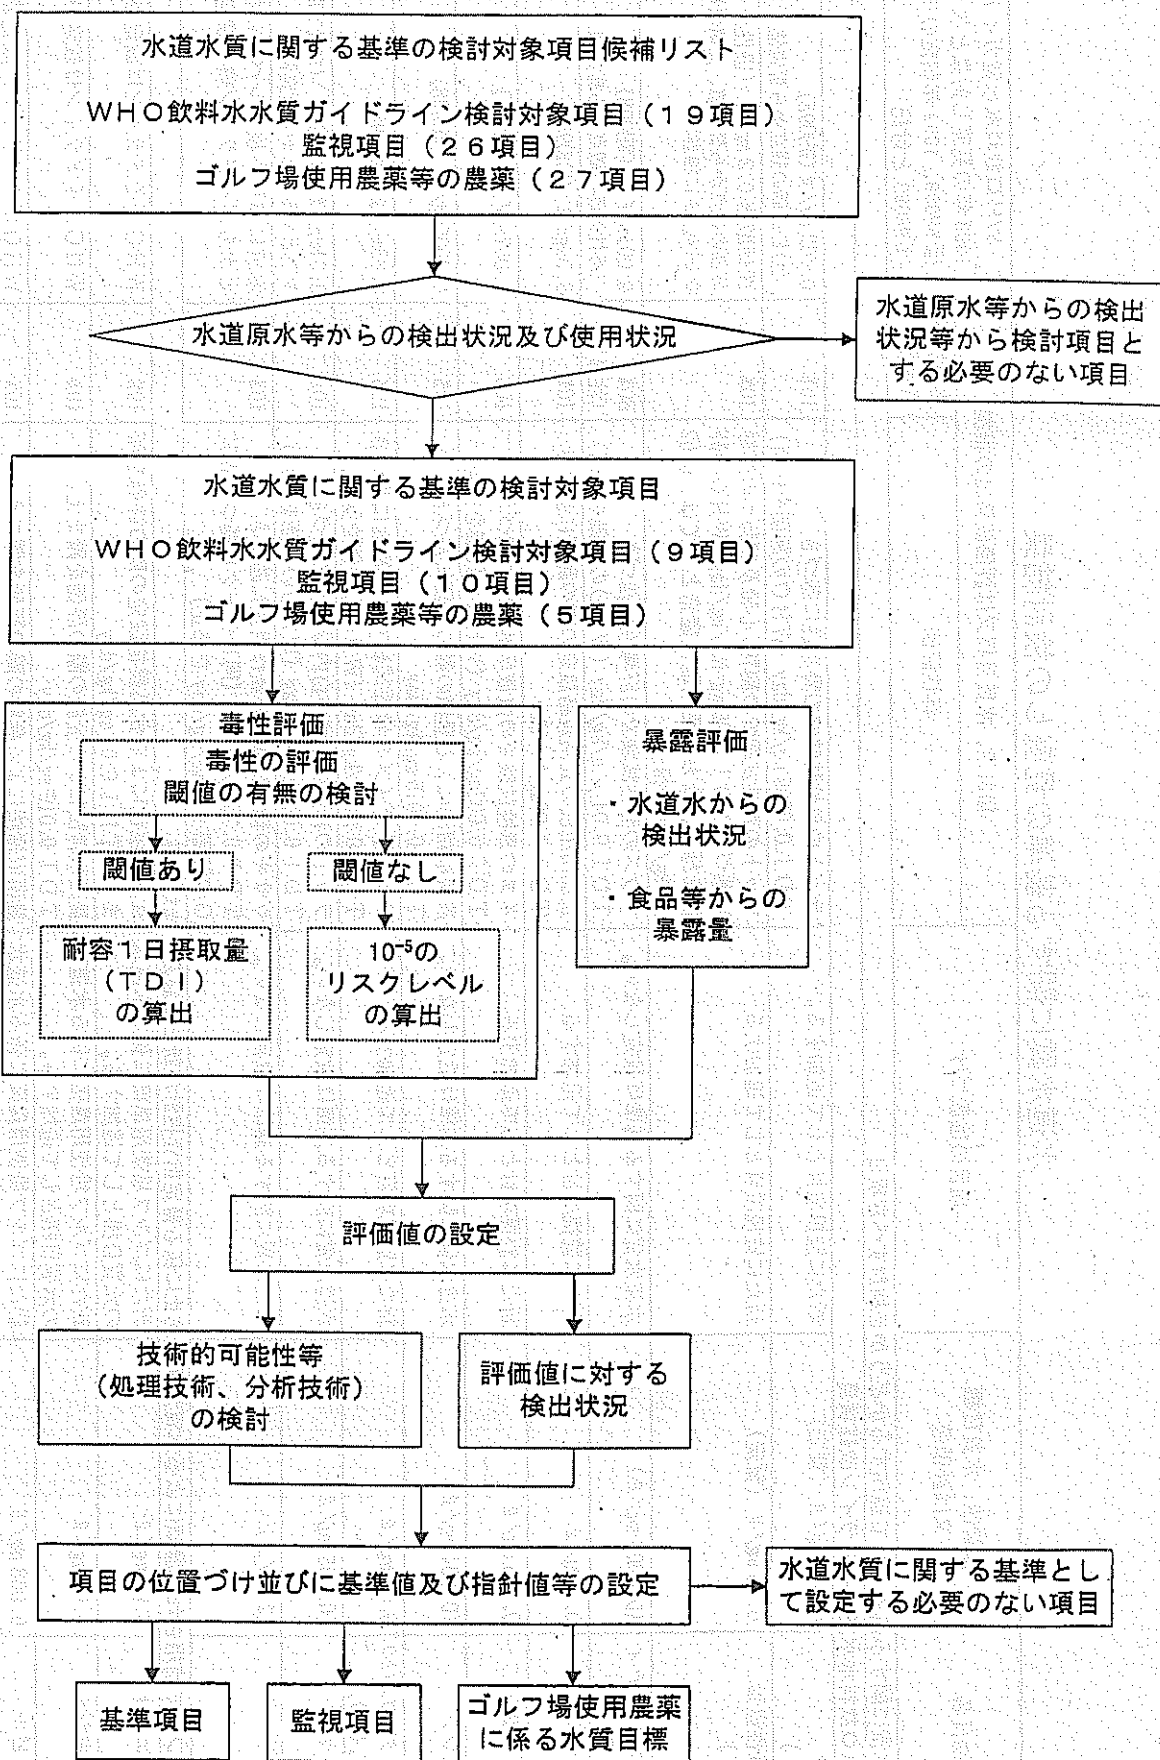 水道水質に関する基準の検討対象項目候補リスト
WHO飲料水水質ガイドライン検討対象項目(19項目)
監視項目(26項目)
ゴルフ場使用農薬等の農薬(27項目)
水道原水等からの検出状況及び使用状況
水道原水等からの検出
状況等から検討項目と
する必要のない項目
水道水質に関する基準の検討対象項目
WHO飲料水水質ガイドライン検討対象項目(9項目)
監視項目(10項目)
ゴルフ場使用農薬等の農薬(5項目)
毒性評価
毒性の評価
閾値の有無の検討
閾値あり
閾値なし
耐容1日摂取量
(TDI)
の算出
10⁻⁵の
リスクレベル
の算出
暴露評価
・水道水からの
検出状況
・食品等からの
暴露量
評価値の設定
技術的可能性等
(処理技術、分析技術)
の検討
評価値に対する
検出状況
項目の位置づけ並びに基準値及び指針値等の設定
水道水質に関する基準とし
て設定する必要のない項目
基準項目
監視項目
ゴルフ場使用農薬
に係る水質目標